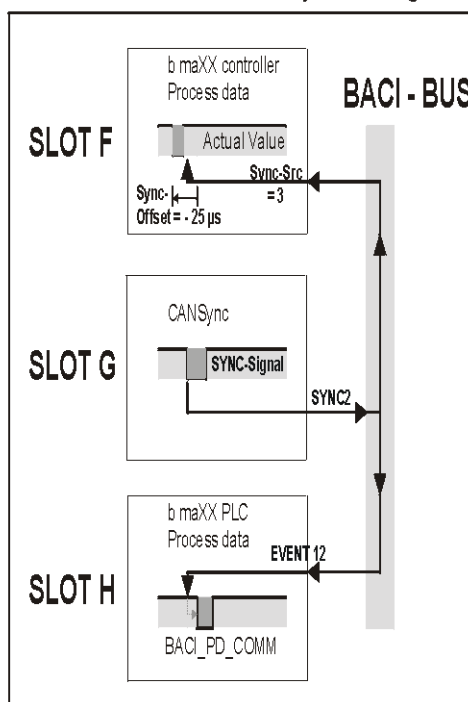 b maXX controller
Process data
BACI - BUS
SLOT F
Actual Value
Sync-Src
= 3
Sync-
Offset = - 25 µs
CANSync
SLOT G
SYNC-Signal
SYNC2
b maXX PLC
Process data
EVENT 12
SLOT H
BACI_PD_COMM